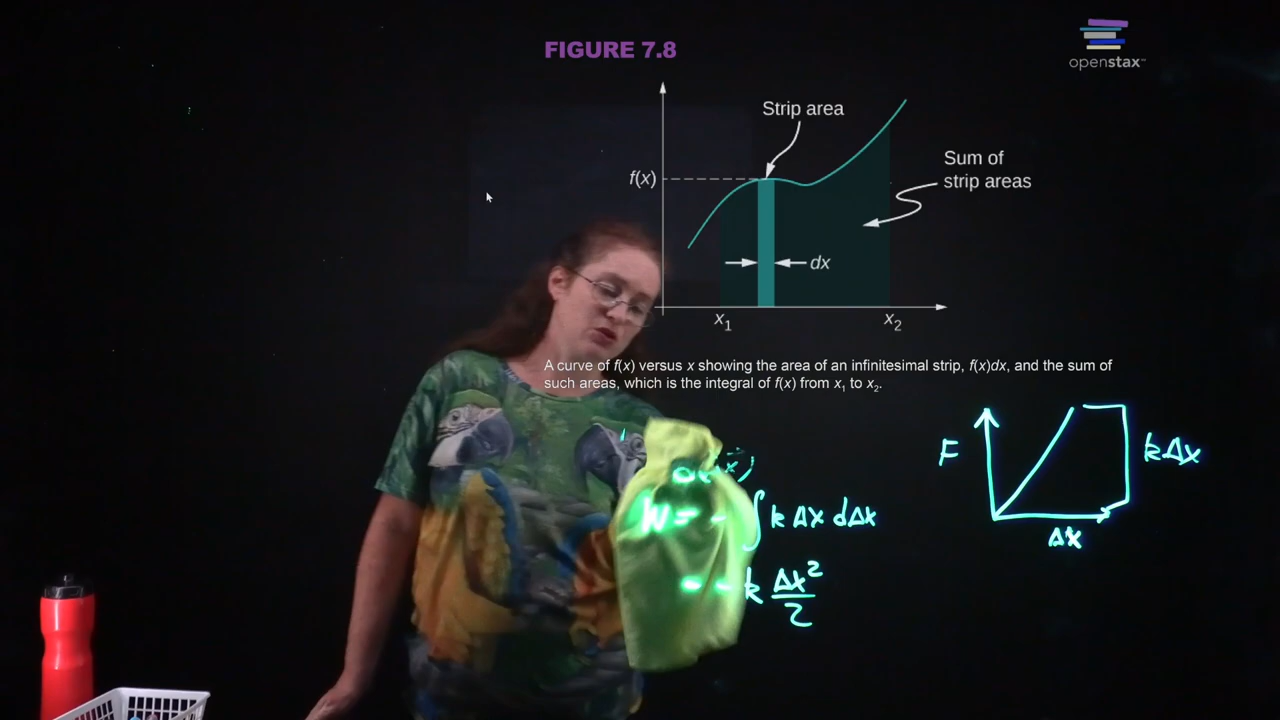 FIGURE 7.8
openstax™
Strip area
f(x)
Sum of
strip areas
dx
x₁
x₂
A curve of f(x) versus x showing the area of an infinitesimal strip, f(x)dx, and the sum of
such areas, which is the integral of f(x) from x₁ to x₂.
F
kΔx
Δx
W = - ∫ k Δx dΔx
= - k Δx²/2